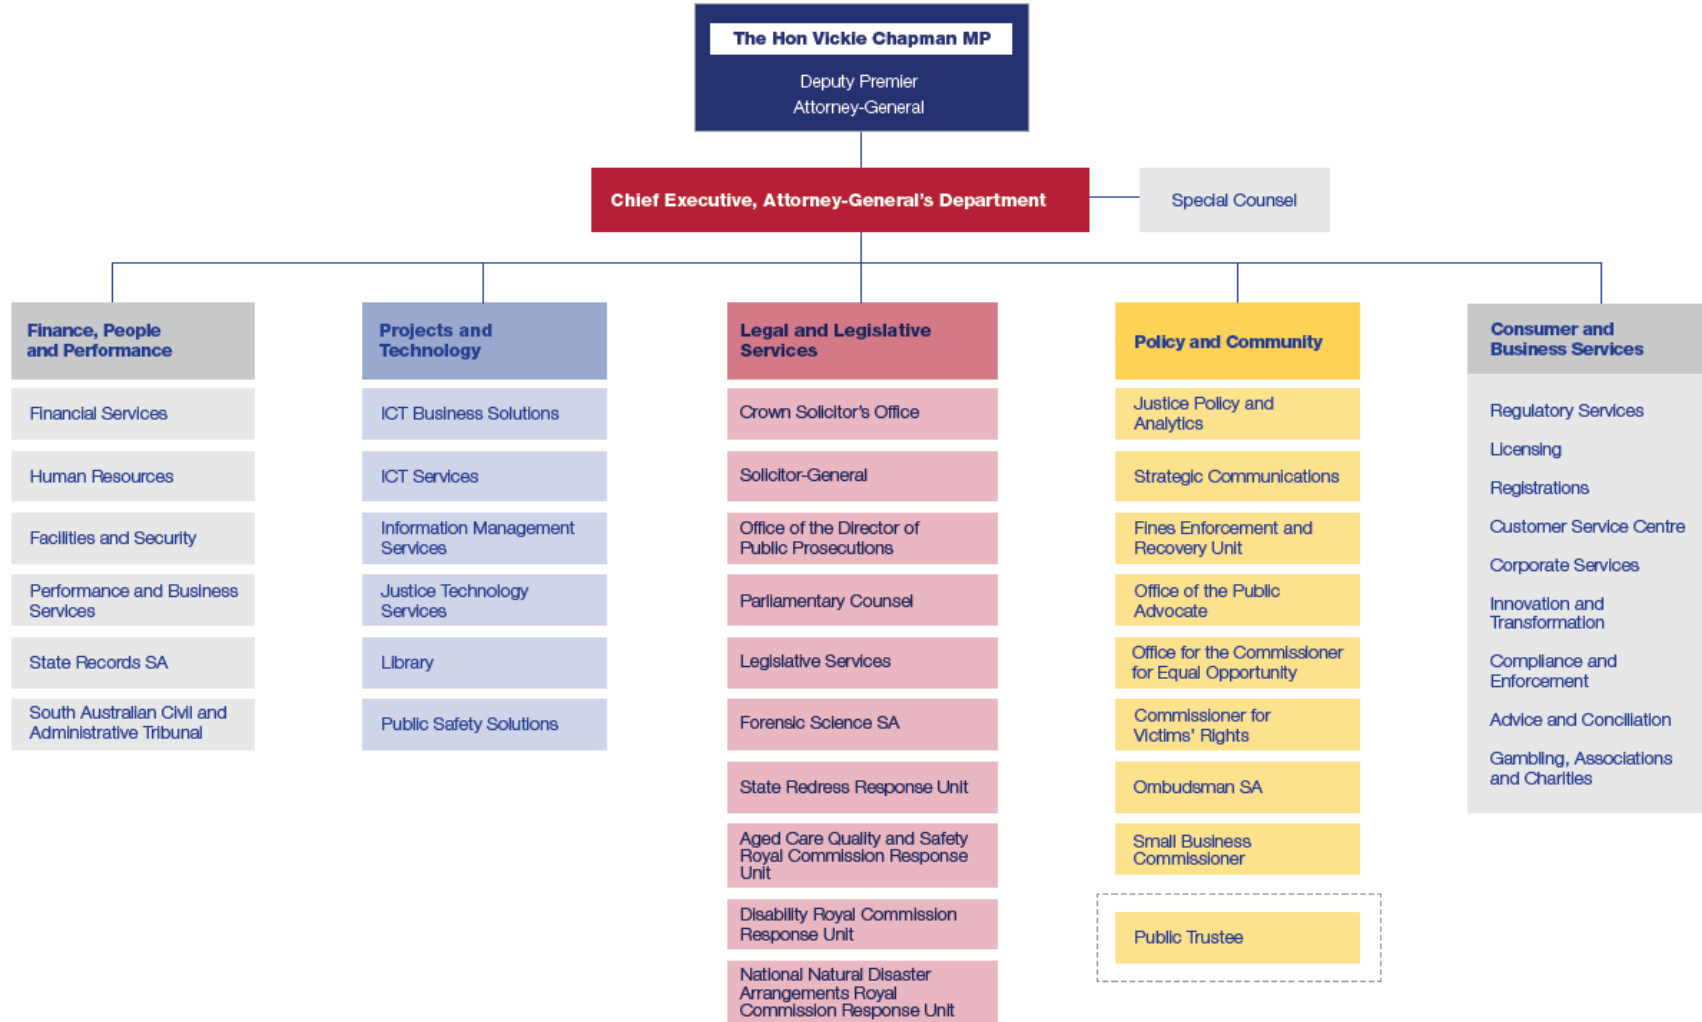 The Hon Vickie Chapman MP
Deputy Premier
Attorney-General
Chief Executive, Attorney-General's Department
Special Counsel
Finance, People
and Performance
Financial Services
Human Resources
Facilities and Security
Performance and Business
Services
State Records SA
South Australian Civil and
Administrative Tribunal
Projects and
Technology
ICT Business Solutions
ICT Services
Information Management
Services
Justice Technology
Services
Library
Public Safety Solutions
Legal and Legislative
Services
Crown Solicitor's Office
Solicitor-General
Office of the Director of
Public Prosecutions
Parliamentary Counsel
Legislative Services
Forensic Science SA
State Redress Response Unit
Aged Care Quality and Safety
Royal Commission Response
Unit
Disability Royal Commission
Response Unit
National Natural Disaster
Arrangements Royal
Commission Response Unit
Policy and Community
Justice Policy and
Analytics
Strategic Communications
Fines Enforcement and
Recovery Unit
Office of the Public
Advocate
Office for the Commissioner
for Equal Opportunity
Commissioner for
Victims' Rights
Ombudsman SA
Small Business
Commissioner
Public Trustee
Consumer and
Business Services
Regulatory Services
Licensing
Registrations
Customer Service Centre
Corporate Services
Innovation and
Transformation
Compliance and
Enforcement
Advice and Conciliation
Gambling, Associations
and Charities